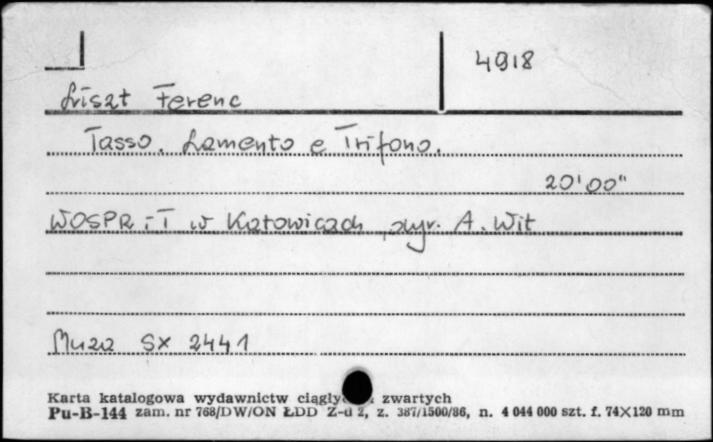 4918
Liszt Ferenc
Tasso. Lamento e Trifono.
20'00"
WOSPR i T w Katowicach dyr. A. Wit
Muza SX 2441
Karta katalogowa wydawnictw zwartych
Pu-B-144 zam. nr 768/DW/ON ŁDD Z-d 2, z. 387/1500/86, n. 4 044 000 szt. f. 74X120 mm